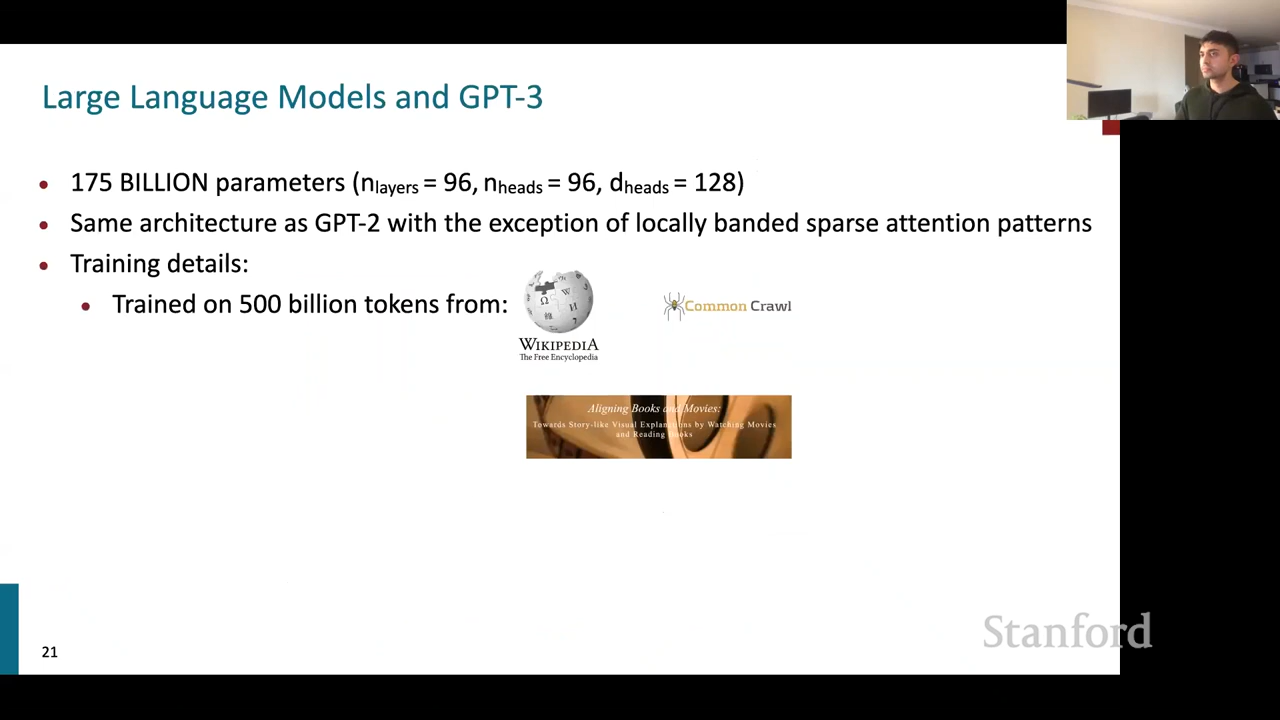 Large Language Models and GPT-3
• 175 BILLION parameters (nlayers = 96, nheads = 96, dheads = 128)
• Same architecture as GPT-2 with the exception of locally banded sparse attention patterns
• Training details:
• Trained on 500 billion tokens from:
WIKIPEDIA
The Free Encyclopedia
Common Crawl
Aligning Books and Movies:
Towards Story-like Visual Explanations by Watching Movies
and Reading Books
Stanford
21